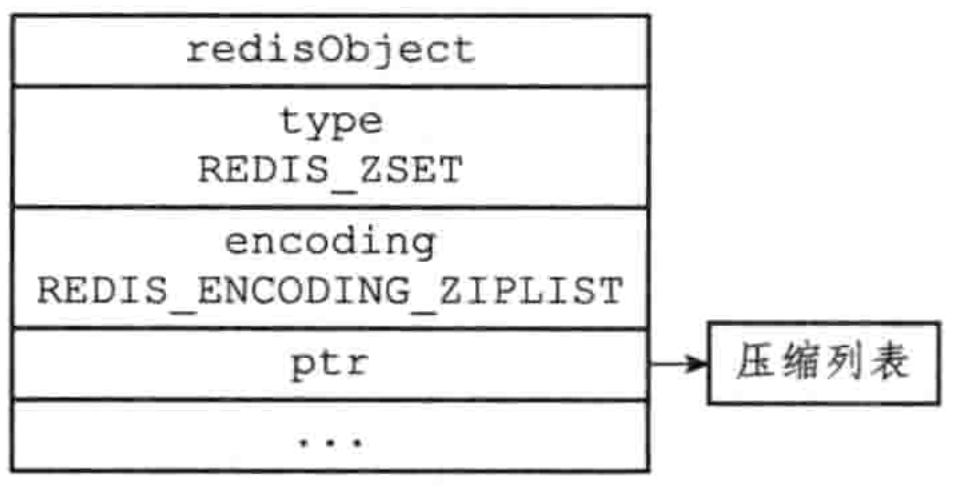 redisObject
type
REDIS_ZSET
encoding
REDIS_ENCODING_ZIPLIST
ptr
压缩列表
...